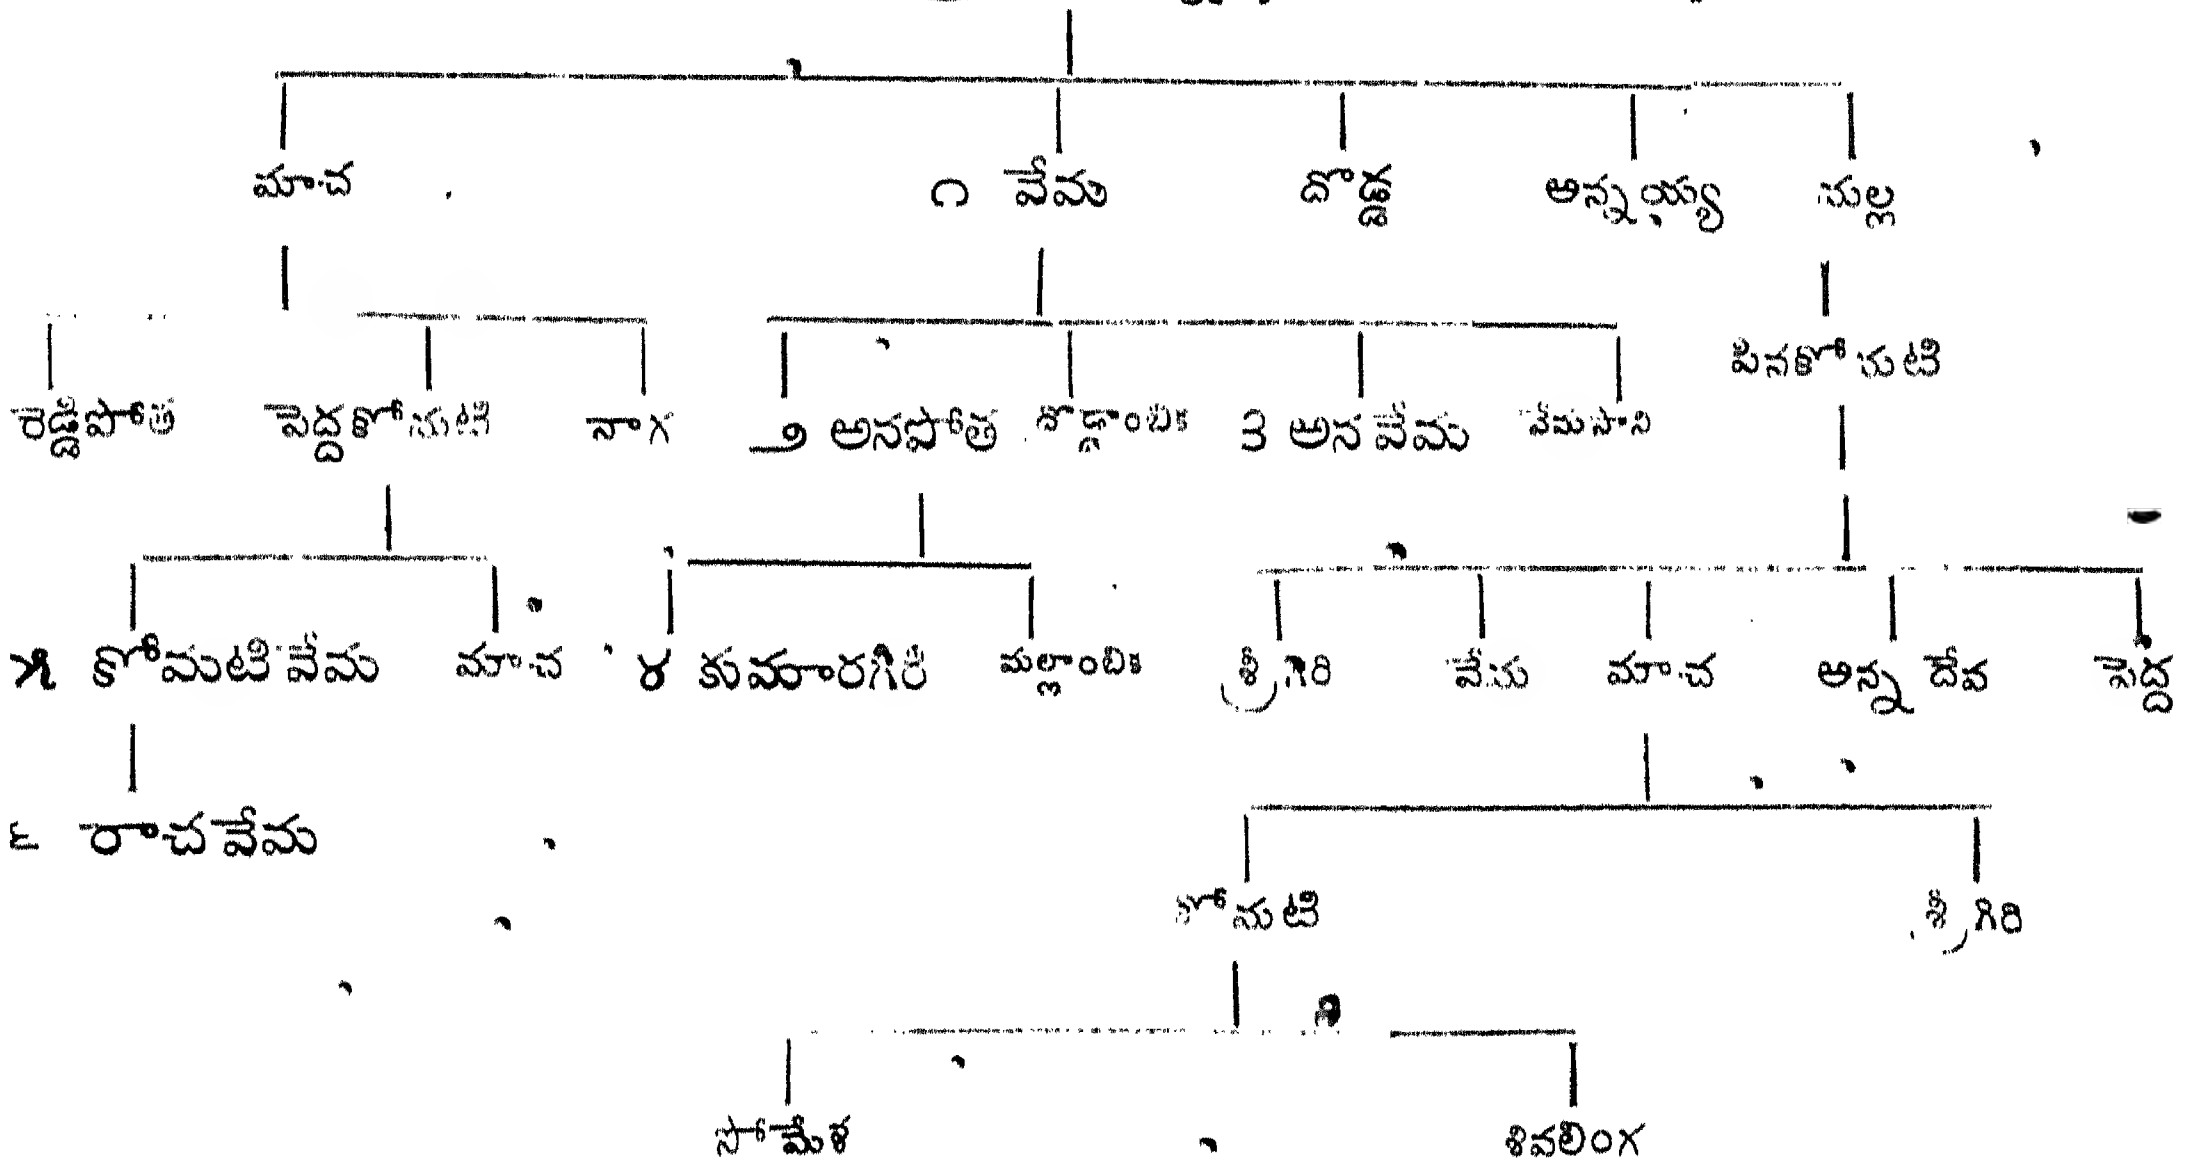 మాచ ౧ వేమ దొడ్డ అన్నయ్య మల్ల
పినకోమటి
రెడ్డిపోత పెద్దకోమటి నాగ ౨ అనపోత దొడ్డాంబిక ౩ అనవేమ వేమసాని
౫ కోమటివేమ మాచ ౪ కుమారగిరి మల్లాంబిక శ్రీగిరి వేమ మాచ అన్న దేవ పెద్ద
౬ రాచవేమ
కోమటి శ్రీగిరి
సోమేశ శివలింగ